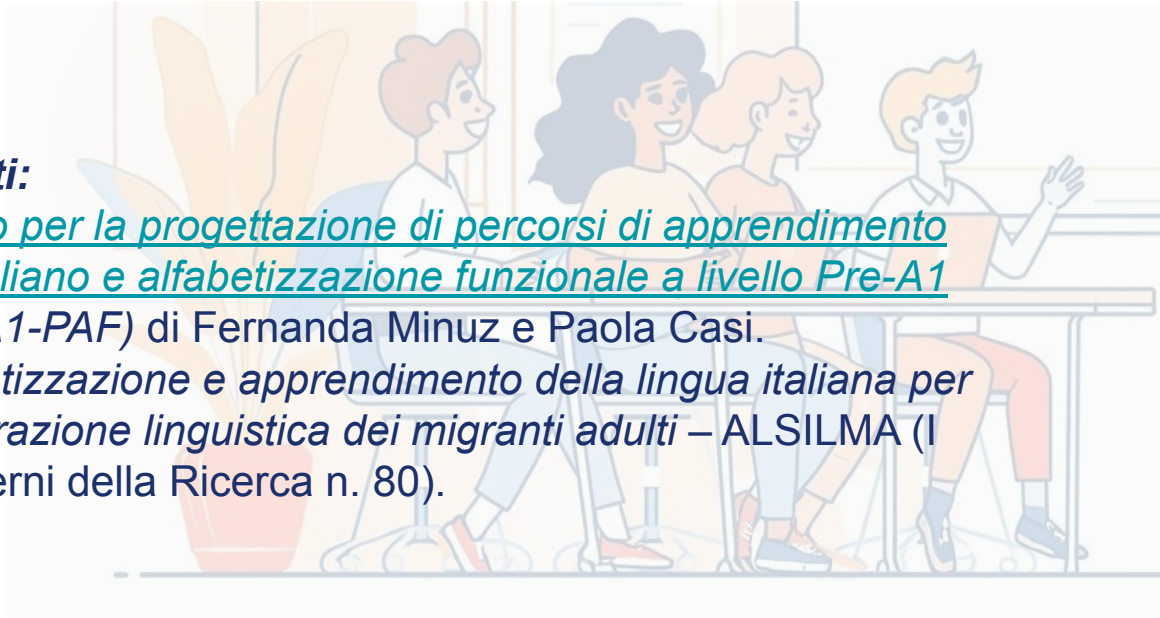 ti:
o per la progettazione di percorsi di apprendimento
liano e alfabetizzazione funzionale a livello Pre-A1
A1-PAF) di Fernanda Minuz e Paola Casi.
tizzazione e apprendimento della lingua italiana per
razione linguistica dei migranti adulti – ALSILMA (I
erni della Ricerca n. 80).